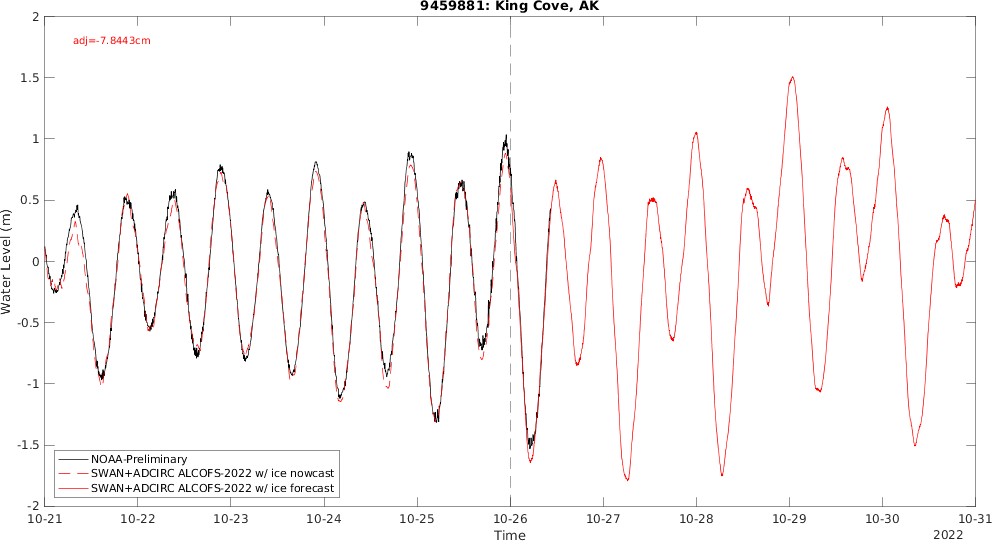 9459881: King Cove, AK
adj=-7.8443cm
2
1.5
1
0.5
0
-0.5
-1
-1.5
-2
Water Level (m)
NOAA-Preliminary
SWAN+ADCIRC ALCOFS-2022 w/ ice nowcast
SWAN+ADCIRC ALCOFS-2022 w/ ice forecast
10-21 10-22 10-23 10-24 10-25 10-26 10-27 10-28 10-29 10-30 10-31
Time
2022